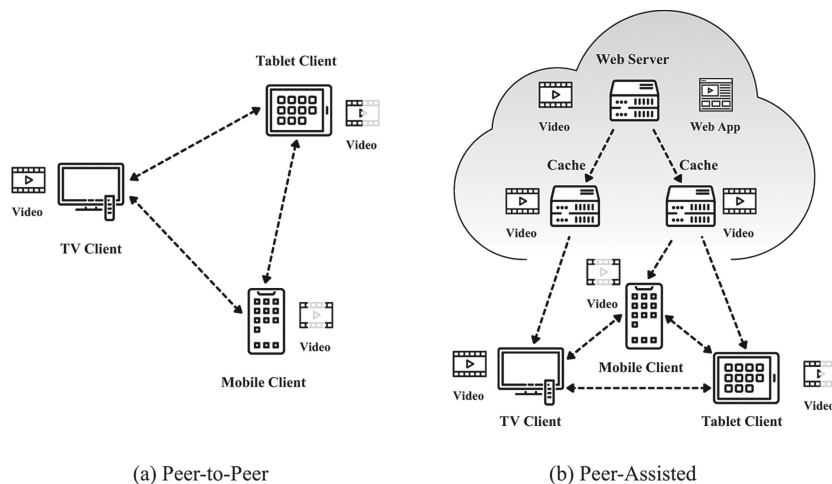 Tablet Client
Video
Video
TV Client
Video
Mobile Client
(a) Peer-to-Peer
Web Server
Video
Web App
Cache
Cache
Video
Video
Video
Mobile Client
Video
Video
TV Client
Tablet Client
(b) Peer-Assisted